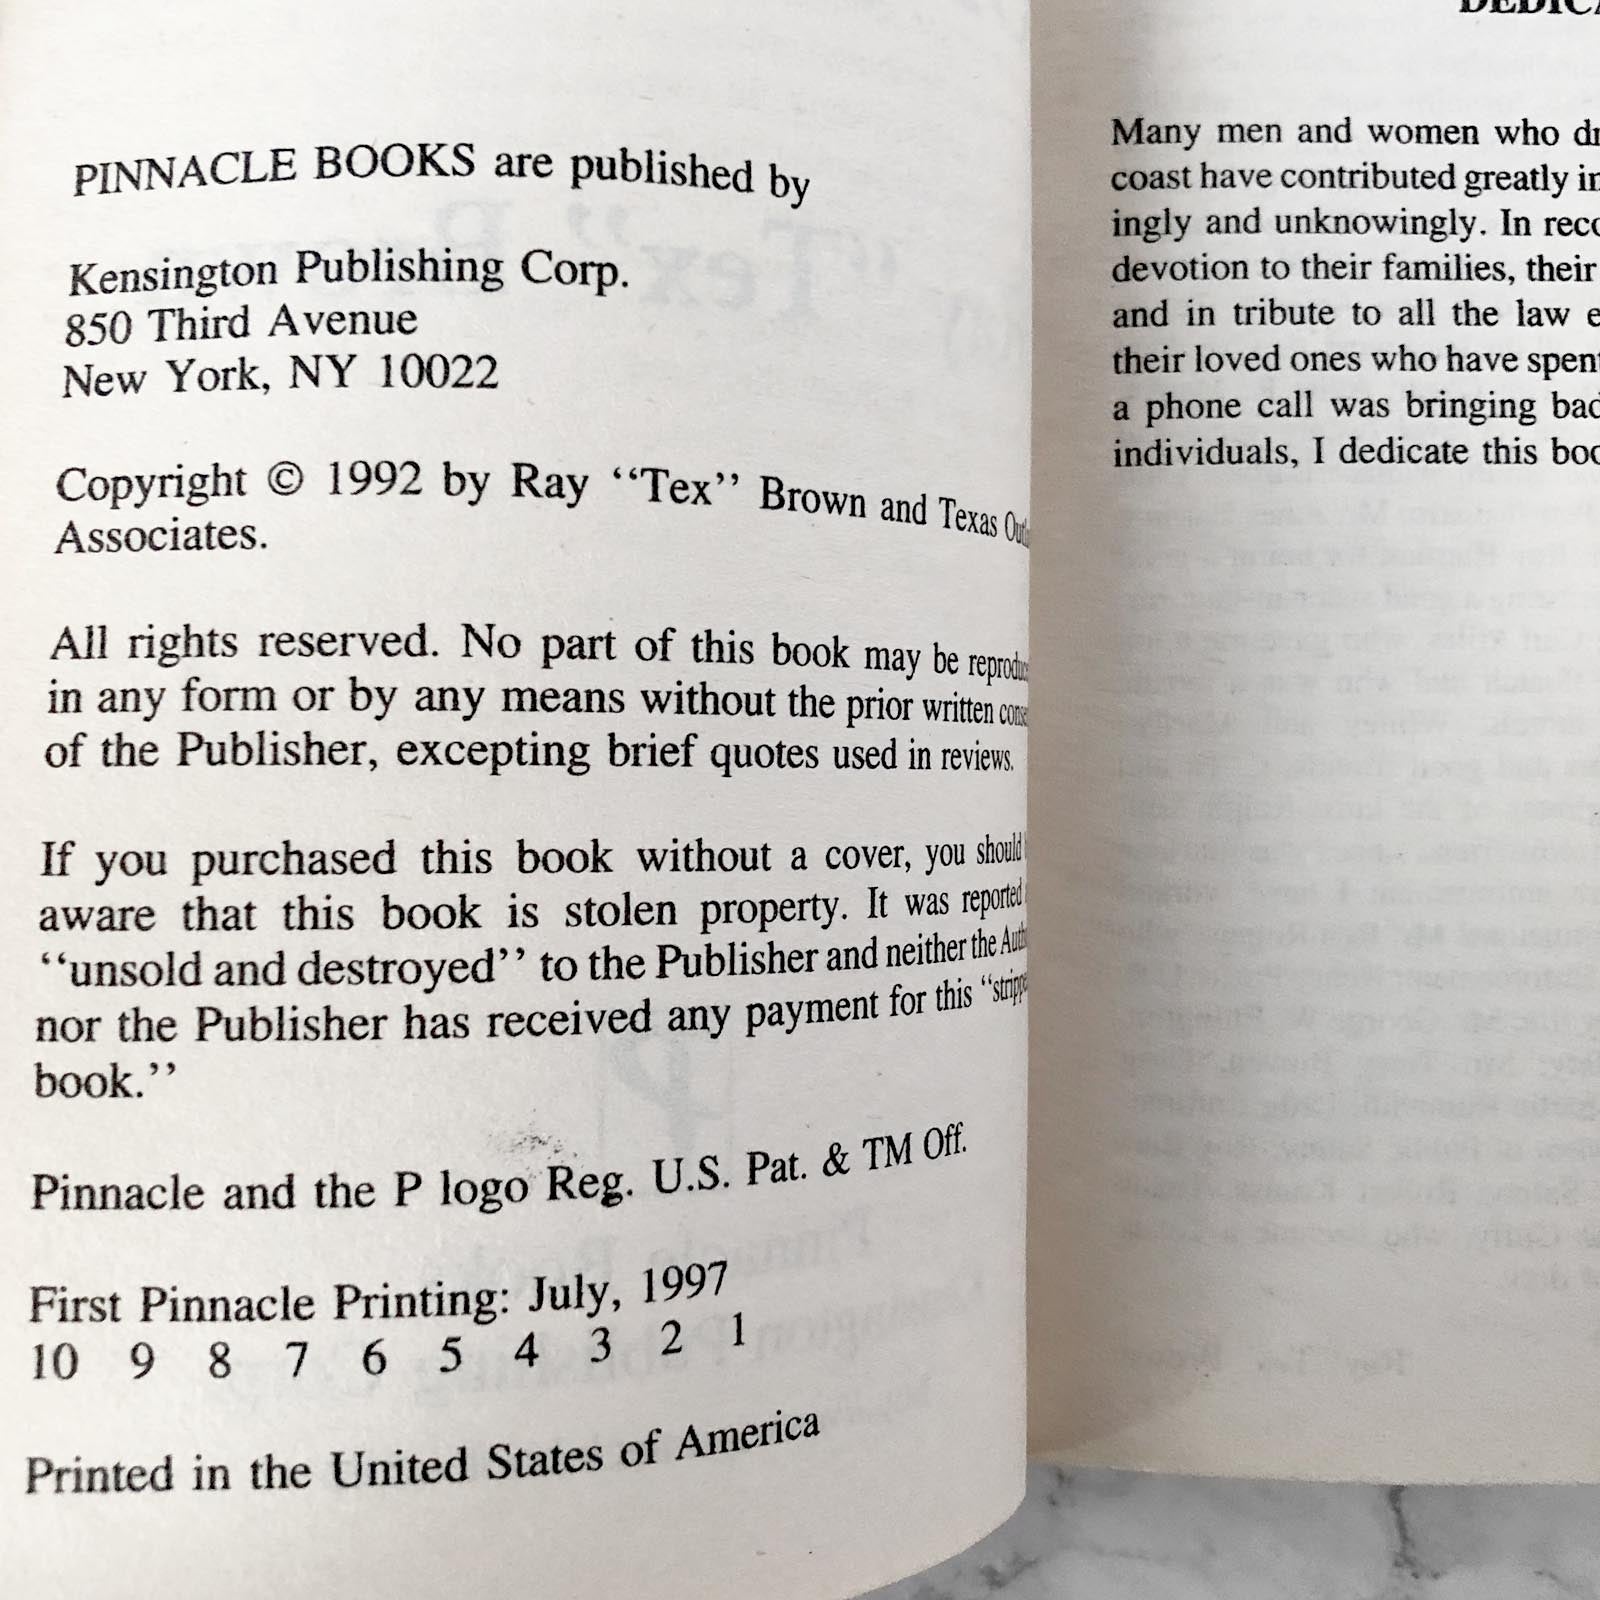 PINNACLE BOOKS are published by
Kensington Publishing Corp.
850 Third Avenue
New York, NY 10022
Copyright © 1992 by Ray ‘‘Tex’’ Brown and Texas
Associates.
All rights reserved. No part of this book may be
in any form or by any means without the prior written
of the Publisher, excepting brief quotes used in reviews.
If you purchased this book without a cover, you should
aware that this book is stolen property. It was reported
‘‘unsold and destroyed’’ to the Publisher and neither the
nor the Publisher has received any payment for this
book.’’
Pinnacle and the P logo Reg. U.S. Pat. & TM Off.
First Pinnacle Printing: July, 1997
10 9 8 7 6 5 4 3 2 1
Printed in the United States of America
Many men and women who
coast have contributed greatly
ingly and unknowingly. In
devotion to their families, their
and in tribute to all the law
their loved ones who have spent
a phone call was bringing bad
individuals, I dedicate this